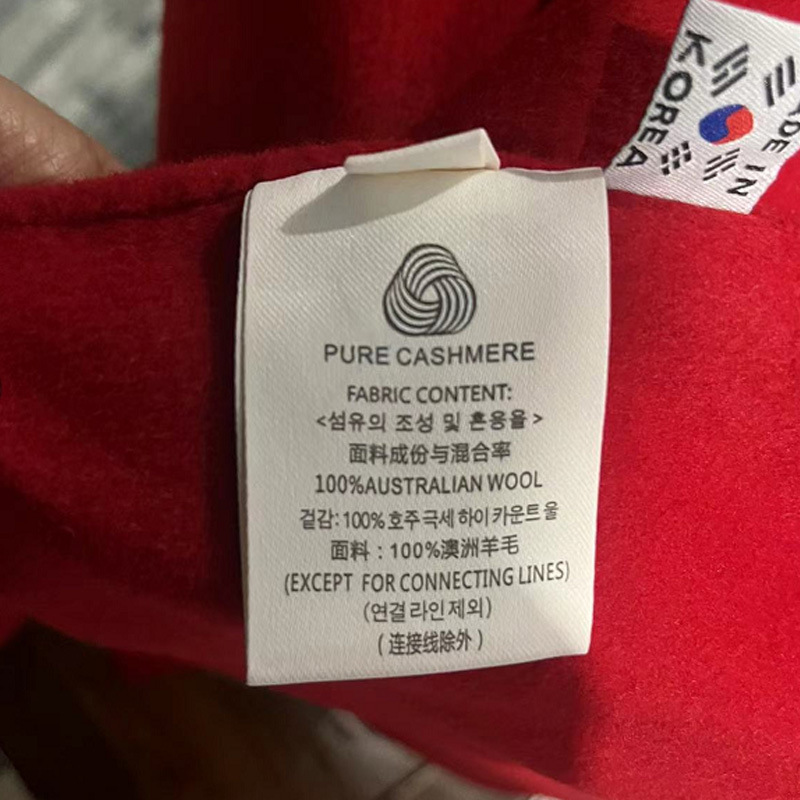 PURE CASHMERE
FABRIC CONTENT:
<섬유의 조성 및 혼용율>
面料成份与混合率
100%AUSTRALIAN WOOL
겉감: 100% 호주 극세 하이 카운트 울
面料：100%澳洲羊毛
(EXCEPT FOR CONNECTING LINES)
(연결 라인 제외)
（连接线除外）
MADE IN
KOREA